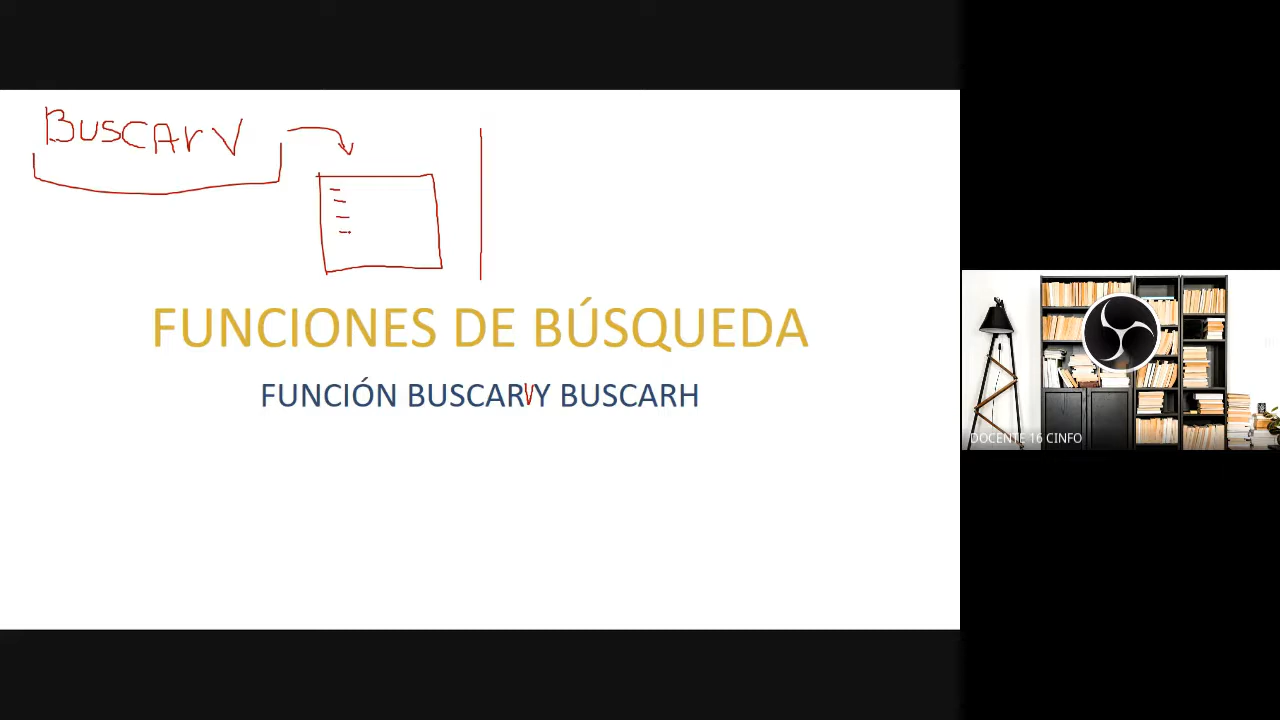 BUSCArV
FUNCIONES DE BÚSQUEDA
FUNCIÓN BUSCARVY BUSCARH
DOCENTE 16 CINFO